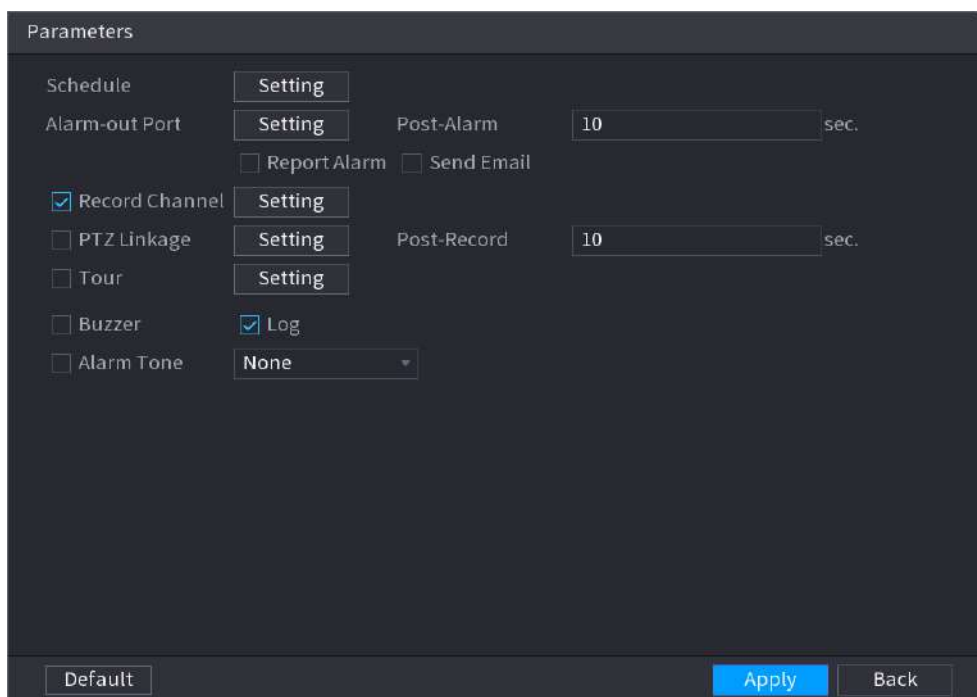 Parameters
Schedule Setting
Alarm-out Port Setting Post-Alarm 10 sec.
Report Alarm Send Email
Record Channel Setting
PTZ Linkage Setting Post-Record 10 sec.
Tour Setting
Buzzer Log
Alarm Tone None
Default Apply Back